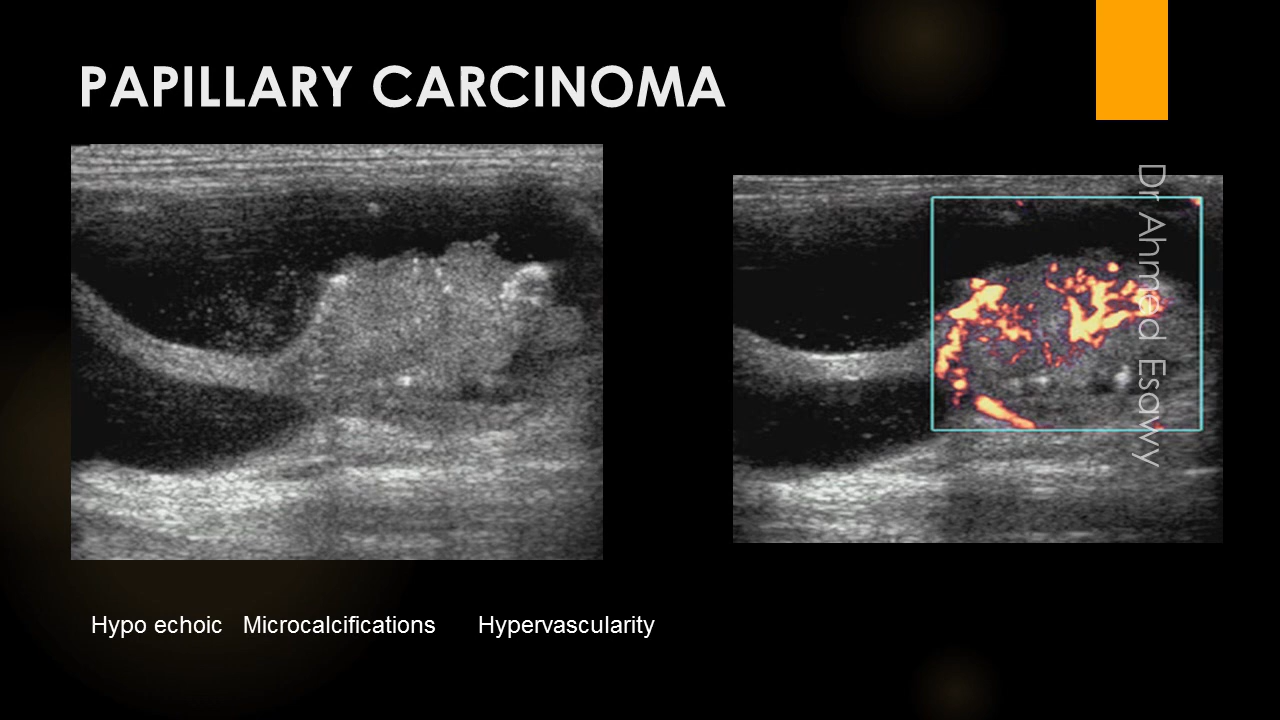 PAPILLARY CARCINOMA
Dr Ahmed Esawy
Hypo echoic Microcalcifications Hypervascularity